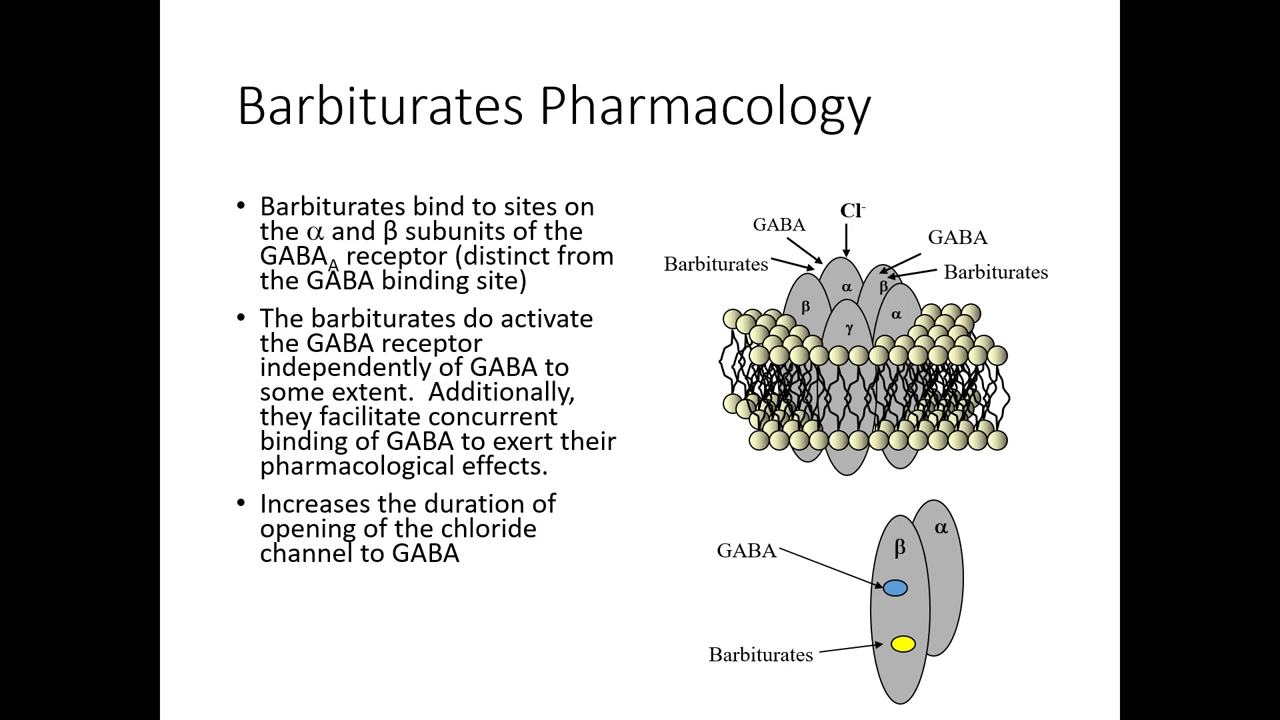 Barbiturates Pharmacology
• Barbiturates bind to sites on
the α and β subunits of the
GABAA receptor (distinct from
the GABA binding site)
• The barbiturates do activate
the GABA receptor
independently of GABA to
some extent. Additionally,
they facilitate concurrent
binding of GABA to exert their
pharmacological effects.
• Increases the duration of
opening of the chloride
channel to GABA
Cl-
GABA
GABA
Barbiturates
Barbiturates
α
β
β
α
γ
α
β
GABA
Barbiturates